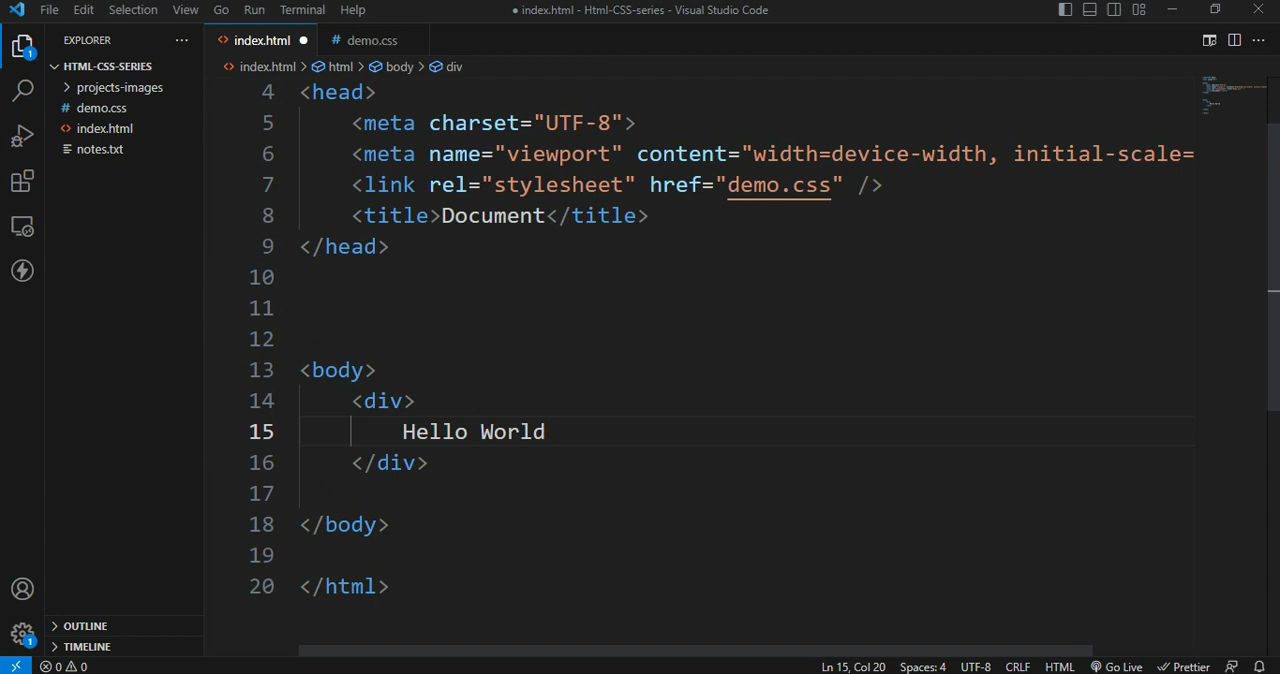 File Edit Selection View Go Run Terminal Help
● index.html - Html-CSS-series - Visual Studio Code
EXPLORER ...
index.html ●
# demo.css
HTML-CSS-SERIES
projects-images
# demo.css
index.html
notes.txt
index.html > html > body > div
4 <head>
5 <meta charset="UTF-8">
6 <meta name="viewport" content="width=device-width, initial-scale=
7 <link rel="stylesheet" href="demo.css" />
8 <title>Document</title>
9 </head>
10
11
12
13 <body>
14 <div>
15 Hello World
16 </div>
17
18 </body>
19
20 </html>
1
1
OUTLINE
TIMELINE
0 0
Ln 15, Col 20 Spaces: 4 UTF-8 CRLF HTML Go Live Prettier